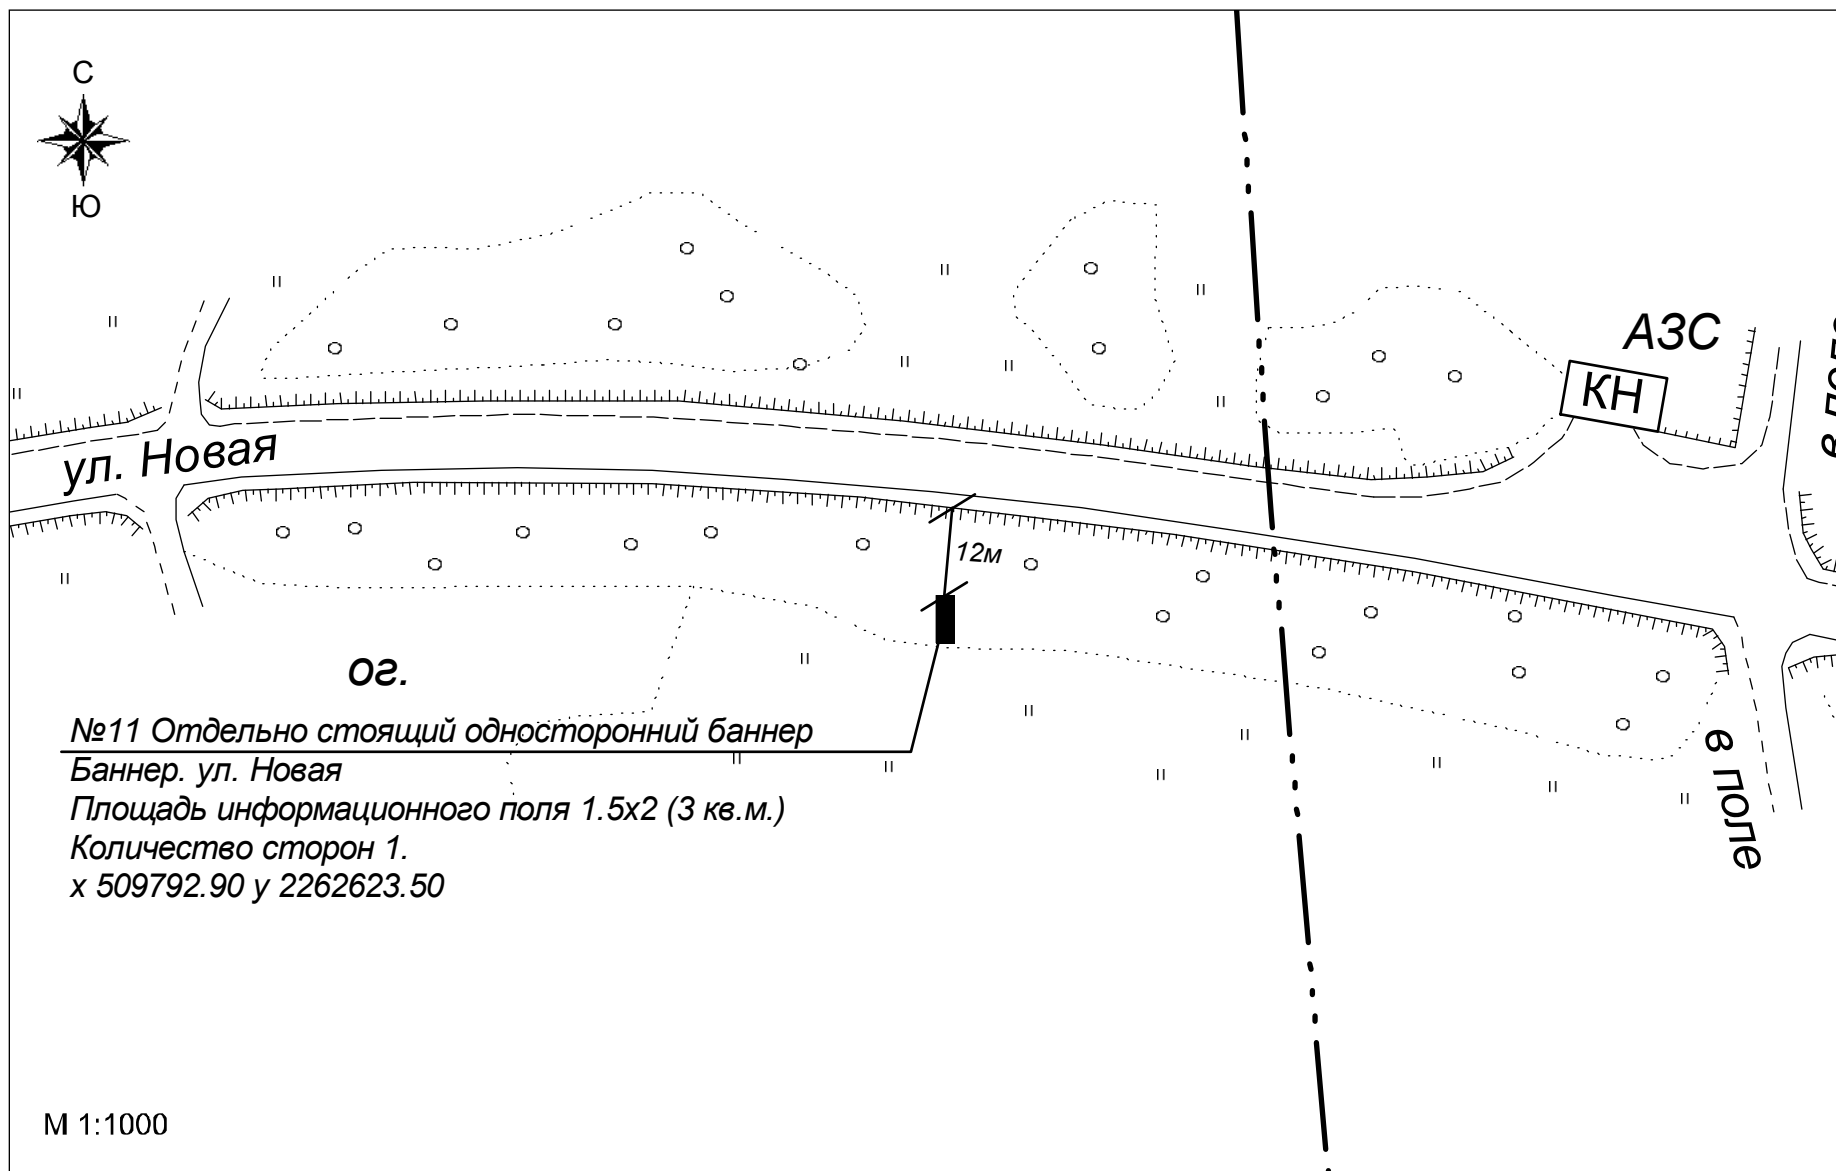 С
Ю
АЗС
КН
в поле
ул. Новая
12м
ог.
№11 Отдельно стоящий односторонний баннер
Баннер. ул. Новая
Площадь информационного поля 1.5х2 (3 кв.м.)
Количество сторон 1.
х 509792.90 у 2262623.50
в поле
М 1:1000